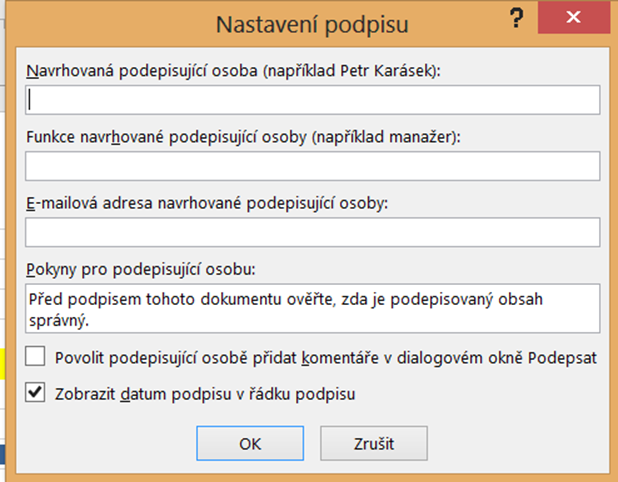 Nastavení podpisu
?
Navrhovaná podepisující osoba (například Petr Karásek):
Funkce navrhované podepisující osoby (například manažer):
E-mailová adresa navrhované podepisující osoby:
Pokyny pro podepisující osobu:
Před podpisem tohoto dokumentu ověřte, zda je podepisovaný obsah
správný.
Povolit podepisující osobě přidat komentáře v dialogovém okně Podepsat
Zobrazit datum podpisu v řádku podpisu
OK
Zrušit